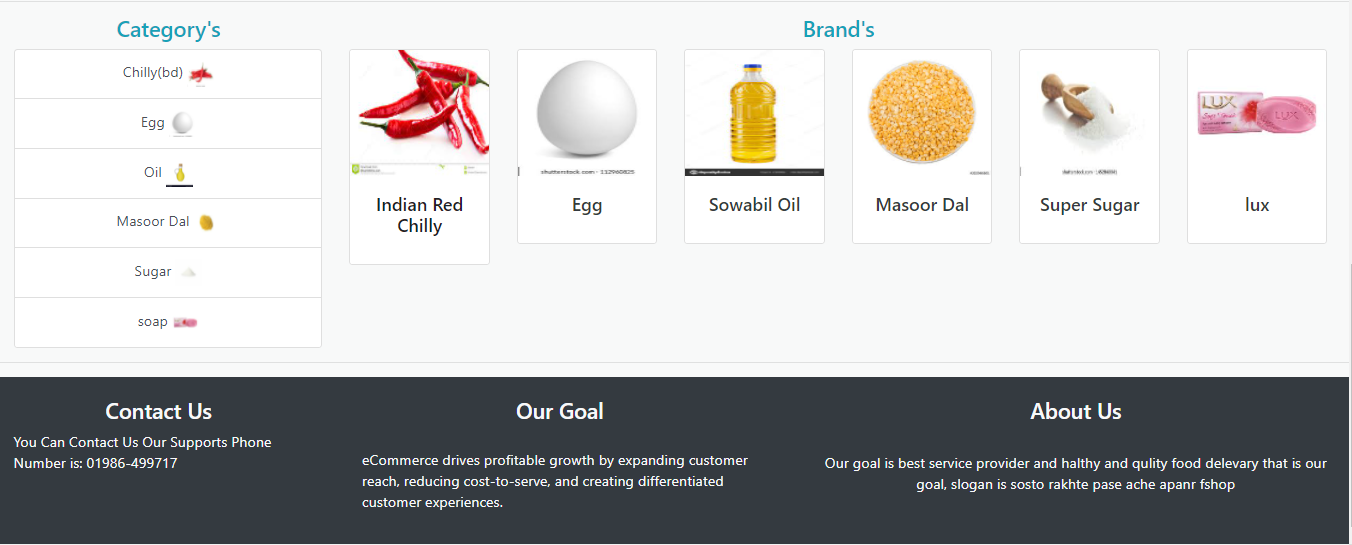 Category's
Chilly(bd)
Egg
Oil
Masoor Dal
Sugar
soap
Brand's
Indian Red
Chilly
shutterstock.com · 112960825
Egg
Sowabil Oil
Masoor Dal
Super Sugar
LUX
LUX
lux
Contact Us
You Can Contact Us Our Supports Phone
Number is: 01986-499717
Our Goal
eCommerce drives profitable growth by expanding customer
reach, reducing cost-to-serve, and creating differentiated
customer experiences.
About Us
Our goal is best service provider and halthy and qulity food delevary that is our
goal, slogan is sosto rakhte pase ache apanr fshop